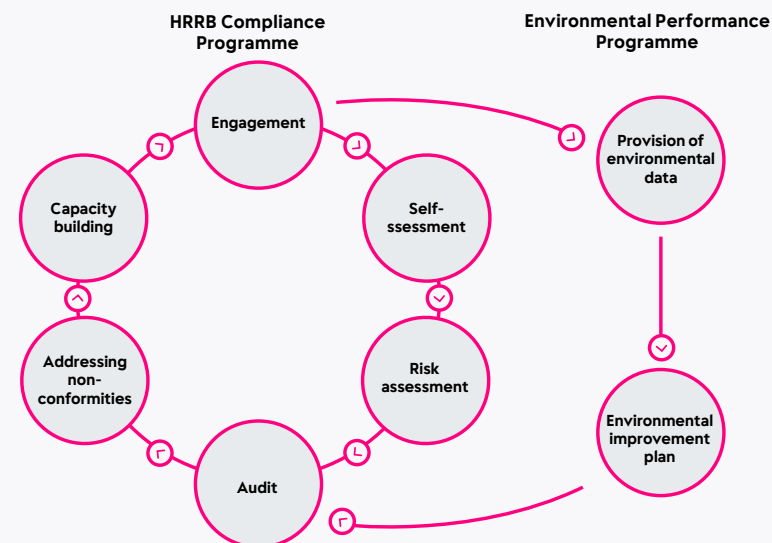 HRRB Compliance
Programme
Environmental Performance
Programme
Engagement
Self-
ssessment
Risk
assessment
Audit
Addressing
non-
conformities
Capacity
building
Provision of
environmental
data
Environmental
improvement
plan